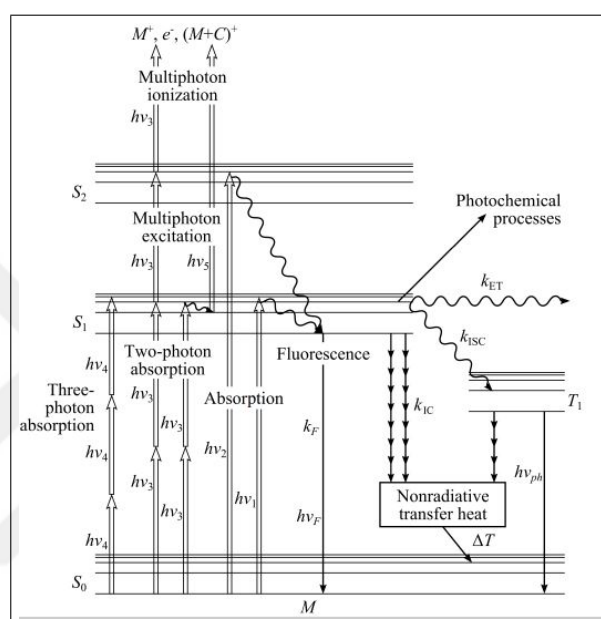 M⁺, e⁻, (M+C)⁺
Multiphoton
ionization
hν₃
S₂
Photochemical
processes
Multiphoton
excitation
hν₃
hν₅
k_ET
S₁
k_ISC
Two-photon
absorption
Fluorescence
hν₄
Three-
photon
absorption
hν₃
hν₃
Absorption
T₁
k_IC
k_F
hν₂
hν₄
hν₃
hν₃
hν₁
hν_ph
Nonradiative
transfer heat
hν_F
hν₄
ΔT
S₀
M